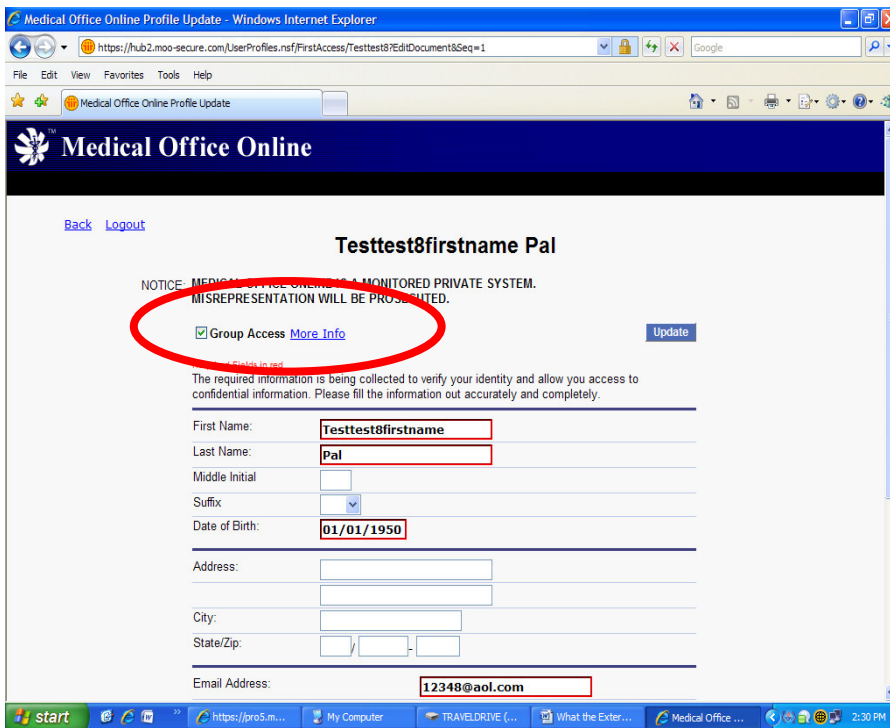 Medical Office Online Profile Update - Windows Internet Explorer
https://hub2.moo-secure.com/UserProfiles.nsf/FirstAccess/Testtest8?EditDocument&Seq=1
Google
File Edit View Favorites Tools Help
Medical Office Online Profile Update
Medical Office Online
TM
Back Logout
Testtest8firstname Pal
NOTICE: MEDICAL OFFICE ONLINE IS A MONITORED PRIVATE SYSTEM.
MISREPRESENTATION WILL BE PROSECUTED.
Group Access More Info
Update
Required Fields in red
The required information is being collected to verify your identity and allow you access to
confidential information. Please fill the information out accurately and completely.
First Name: Testtest8firstname
Last Name: Pal
Middle Initial
Suffix
Date of Birth: 01/01/1950
Address:
City:
State/Zip: / -
Email Address: 12348@aol.com
start » https://pro5.m... My Computer TRAVELDRIVE (... What the Exter... Medical Office ... 2:30 PM